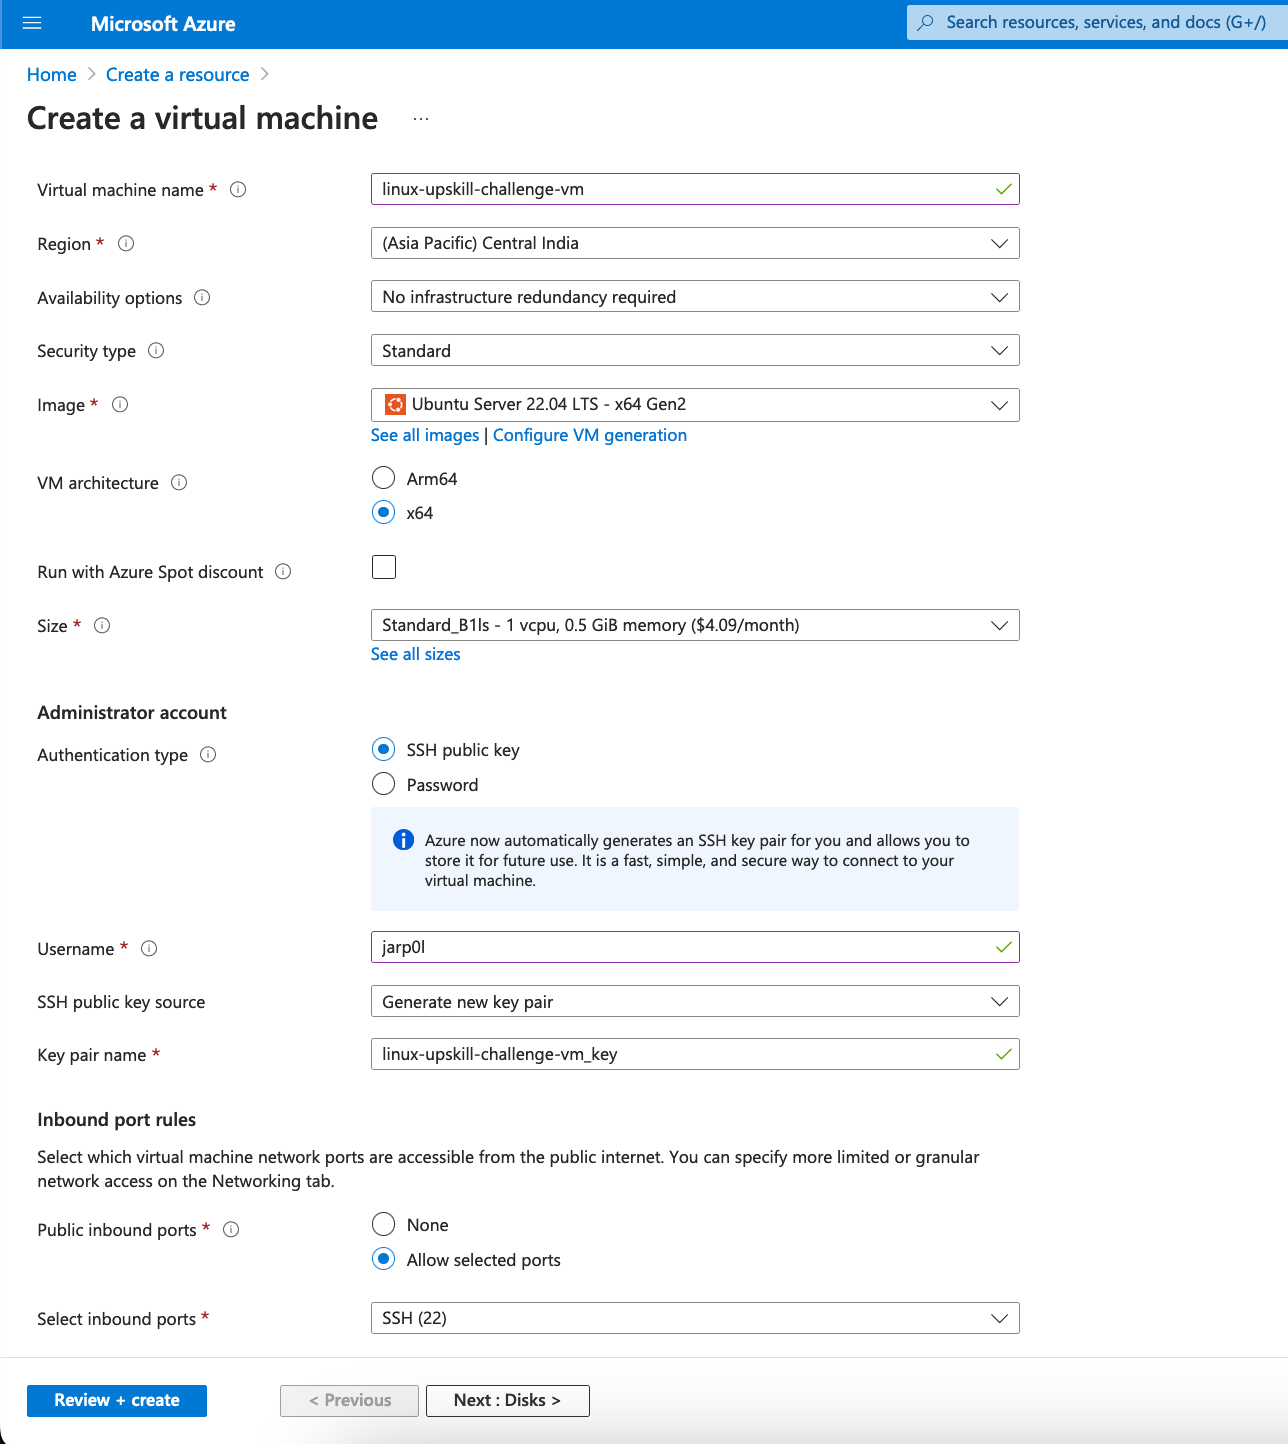 Microsoft Azure
Search resources, services, and docs (G+/)
Home > Create a resource >
Create a virtual machine ...
Virtual machine name *
linux-upskill-challenge-vm
Region *
(Asia Pacific) Central India
Availability options
No infrastructure redundancy required
Security type
Standard
Image *
Ubuntu Server 22.04 LTS - x64 Gen2
See all images | Configure VM generation
VM architecture
Arm64
x64
Run with Azure Spot discount
Size *
Standard_B1ls - 1 vcpu, 0.5 GiB memory ($4.09/month)
See all sizes
Administrator account
Authentication type
SSH public key
Password
Azure now automatically generates an SSH key pair for you and allows you to
store it for future use. It is a fast, simple, and secure way to connect to your
virtual machine.
Username *
jarp0l
SSH public key source
Generate new key pair
Key pair name *
linux-upskill-challenge-vm_key
Inbound port rules
Select which virtual machine network ports are accessible from the public internet. You can specify more limited or granular
network access on the Networking tab.
Public inbound ports *
None
Allow selected ports
Select inbound ports *
SSH (22)
Review + create
< Previous
Next : Disks >